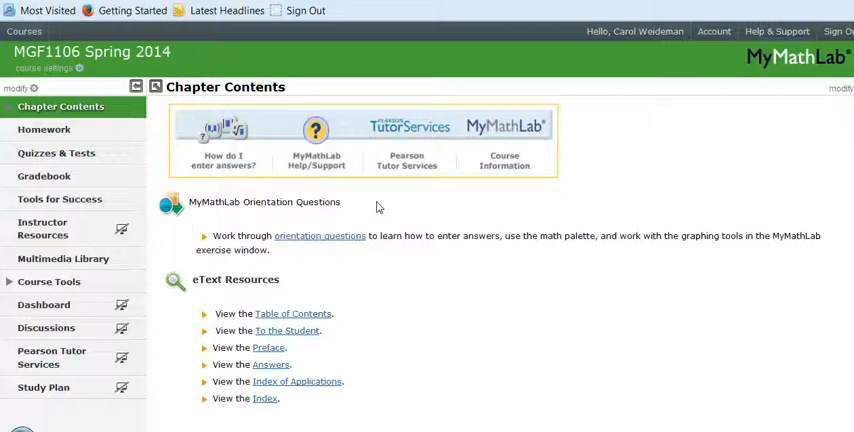 Most Visited Getting Started Latest Headlines Sign Out
Courses Hello, Carol Weideman Account Help & Support Sign
MGF1106 Spring 2014
MyMathLab®
course settings
modify
Chapter Contents
modify
Chapter Contents
Homework
Quizzes & Tests
Gradebook
Tools for Success
Instructor
Resources
Multimedia Library
Course Tools
Dashboard
Discussions
Pearson Tutor
Services
Study Plan
PEARSON
TutorServices MyMathLab®
How do I
enter answers?
MyMathLab
Help/Support
Pearson
Tutor Services
Course
Information
MyMathLab Orientation Questions
Work through orientation questions to learn how to enter answers, use the math palette, and work with the graphing tools in the MyMathLab
exercise window.
eText Resources
View the Table of Contents.
View the To the Student.
View the Preface.
View the Answers.
View the Index of Applications.
View the Index.